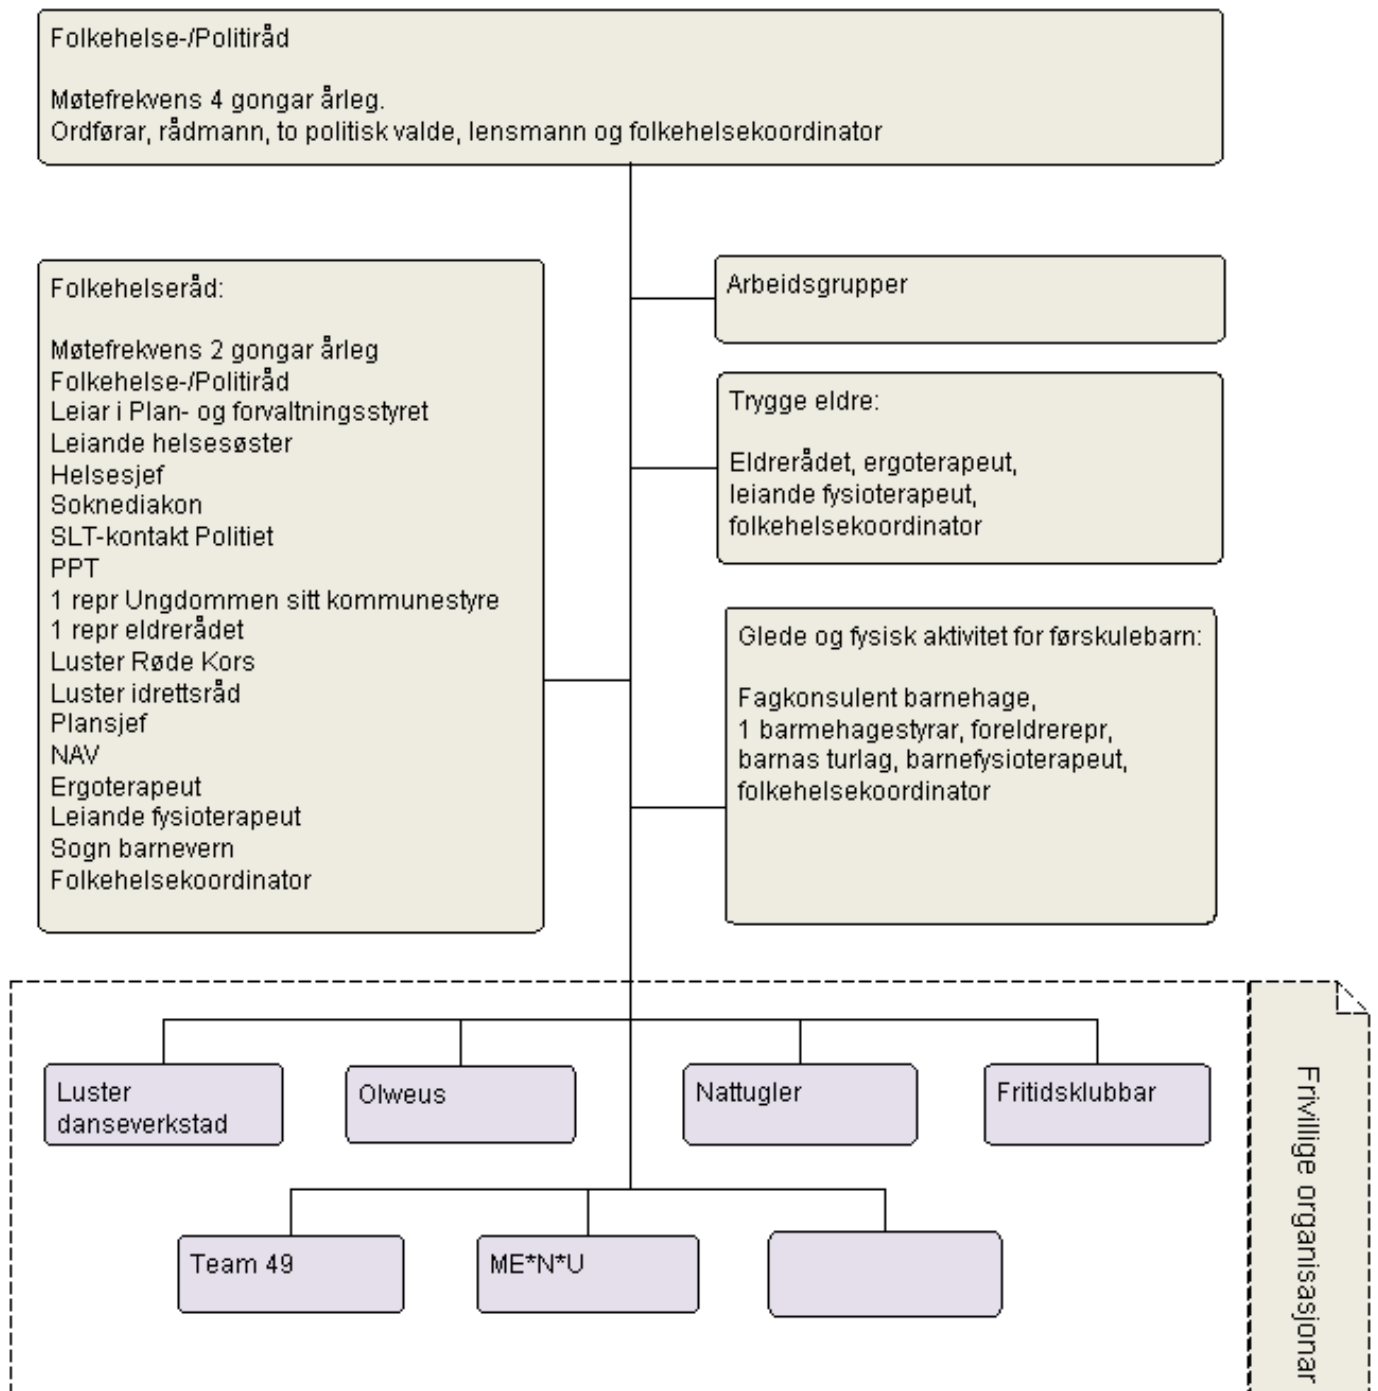 Folkehelse-/Politiråd
Møtefrekvens 4 gongar årleg.
Ordførar, rådmann, to politisk valde, lensmann og folkehelsekoordinator
Folkehelseråd:
Møtefrekvens 2 gongar årleg
Folkehelse-/Politiråd
Leiar i Plan- og forvaltningsstyret
Leiande helsesøster
Helsesjef
Soknediakon
SLT-kontakt Politiet
PPT
1 repr Ungdommen sitt kommunestyre
1 repr eldrerådet
Luster Røde Kors
Luster idrettsråd
Plansjef
NAV
Ergoterapeut
Leiande fysioterapeut
Sogn barnevern
Folkehelsekoordinator
Arbeidsgrupper
Trygge eldre:
Eldrerådet, ergoterapeut,
leiande fysioterapeut,
folkehelsekoordinator
Glede og fysisk aktivitet for førskulebarn:
Fagkonsulent barnehage,
1 barmehagestyrar, foreldrerepr,
barnas turlag, barnefysioterapeut,
folkehelsekoordinator
Luster
danseverkstad
Olweus
Nattugler
Fritidsklubbar
Team 49
ME*N*U
Frivillige organisasjonar